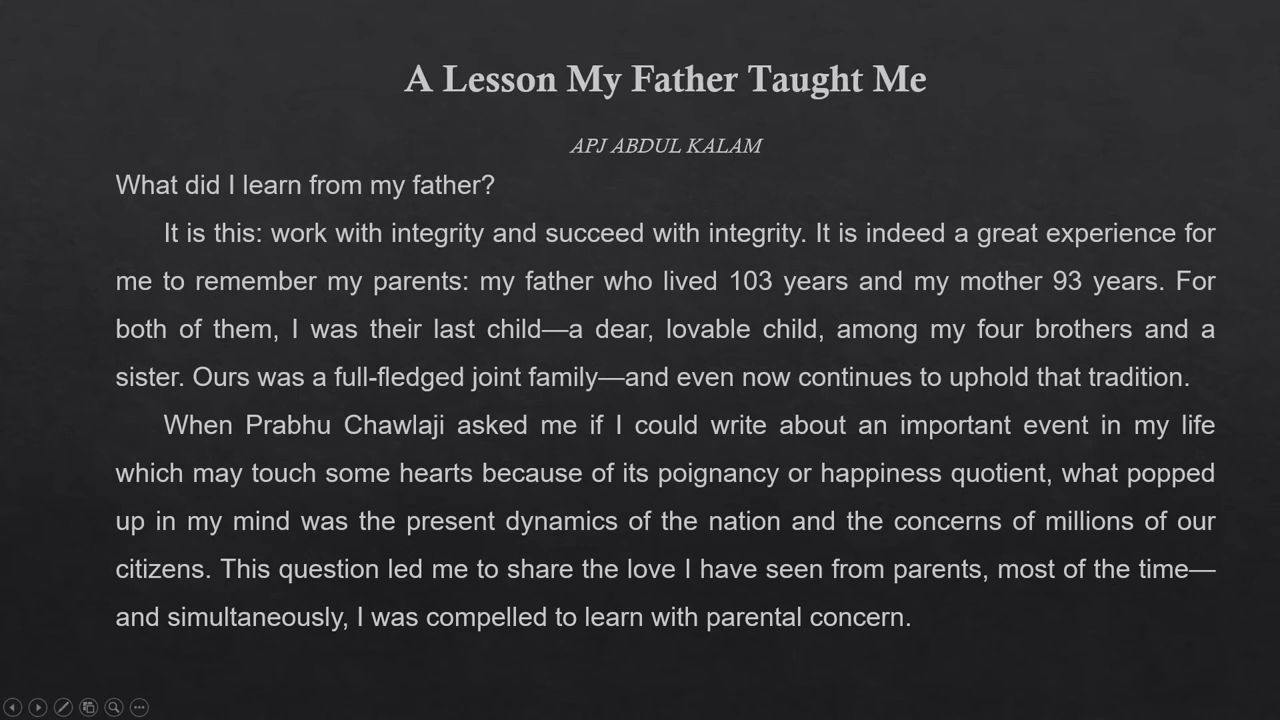 A Lesson My Father Taught Me
APJ ABDUL KALAM
What did I learn from my father?
It is this: work with integrity and succeed with integrity. It is indeed a great experience for
me to remember my parents: my father who lived 103 years and my mother 93 years. For
both of them, I was their last child—a dear, lovable child, among my four brothers and a
sister. Ours was a full-fledged joint family—and even now continues to uphold that tradition.
When Prabhu Chawlaji asked me if I could write about an important event in my life
which may touch some hearts because of its poignancy or happiness quotient, what popped
up in my mind was the present dynamics of the nation and the concerns of millions of our
citizens. This question led me to share the love I have seen from parents, most of the time—
and simultaneously, I was compelled to learn with parental concern.